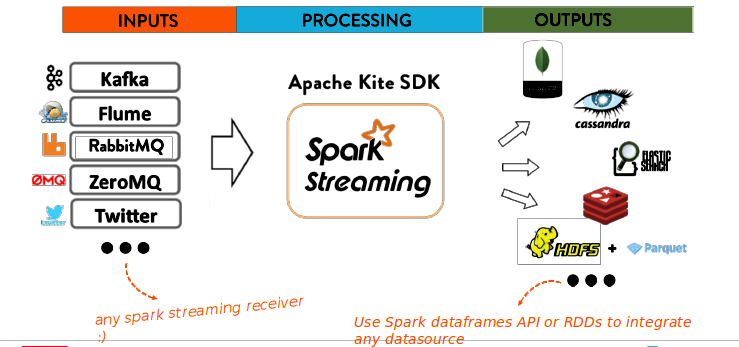 INPUTS
PROCESSING
OUTPUTS
Kafka
Flume
RabbitMQ
ØMQ
ZeroMQ
twitter
Twitter
Apache Kite SDK
Spark
Streaming
cassandra
ELASTIC
SEARCH
HDFS
+
Parquet
any spark streaming receiver
:)
Use Spark dataframes API or RDDs to integrate
any datasource